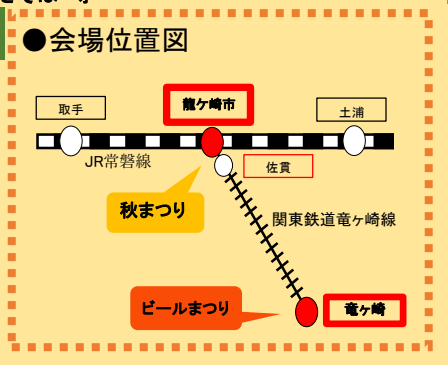 ●会場位置図
龍ケ崎市
取手
土浦
JR常磐線
佐貫
秋まつり
関東鉄道竜ヶ崎線
ビールまつり
竜ヶ崎